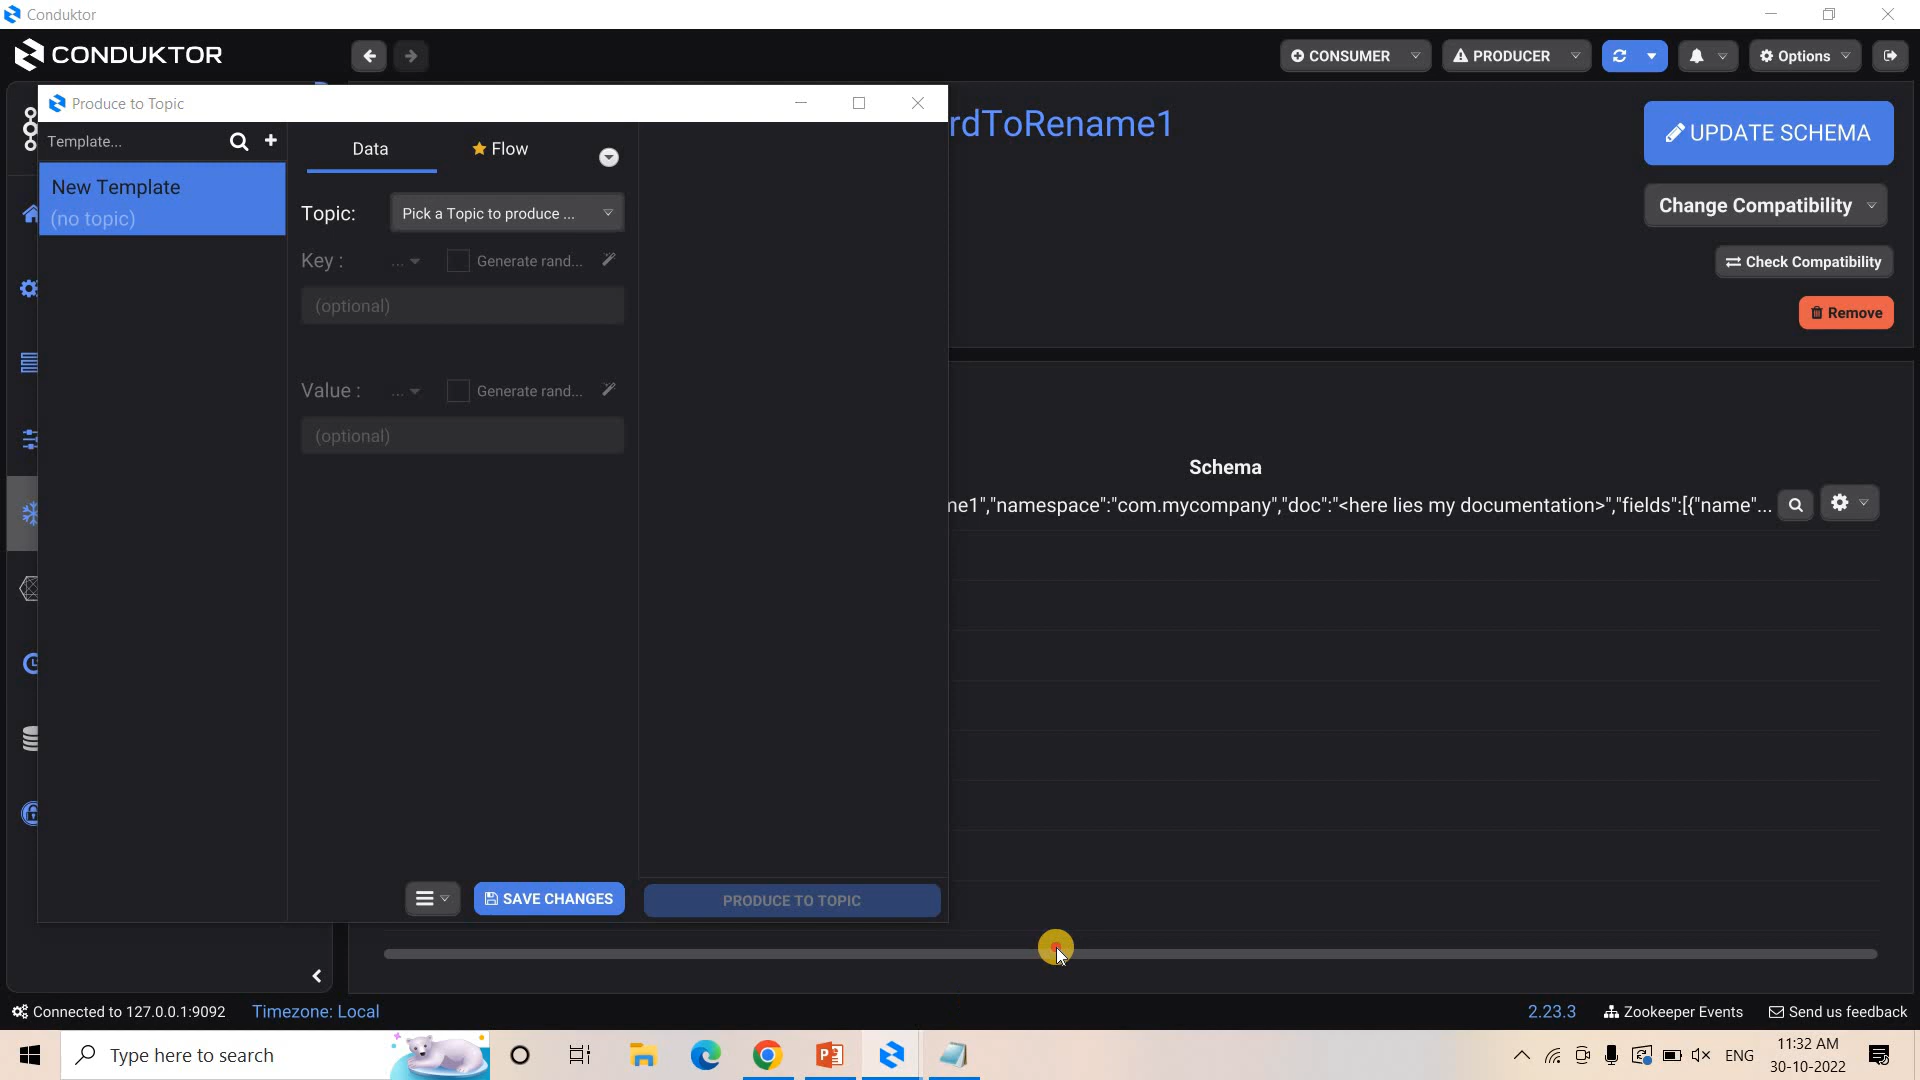 Conduktor
CONDUKTOR
CONSUMER
PRODUCER
Options
Produce to Topic
Template...
New Template
(no topic)
Data
Flow
Topic:
Pick a Topic to produce ...
Key :
...
Generate rand...
(optional)
Value :
...
Generate rand...
(optional)
SAVE CHANGES
PRODUCE TO TOPIC
rdToRename1
UPDATE SCHEMA
Change Compatibility
Check Compatibility
Remove
Schema
ne1","namespace":"com.mycompany","doc":"<here lies my documentation>","fields":[{"name"...
Connected to 127.0.0.1:9092
Timezone: Local
2.23.3
Zookeeper Events
Send us feedback
Type here to search
ENG
11:32 AM
30-10-2022